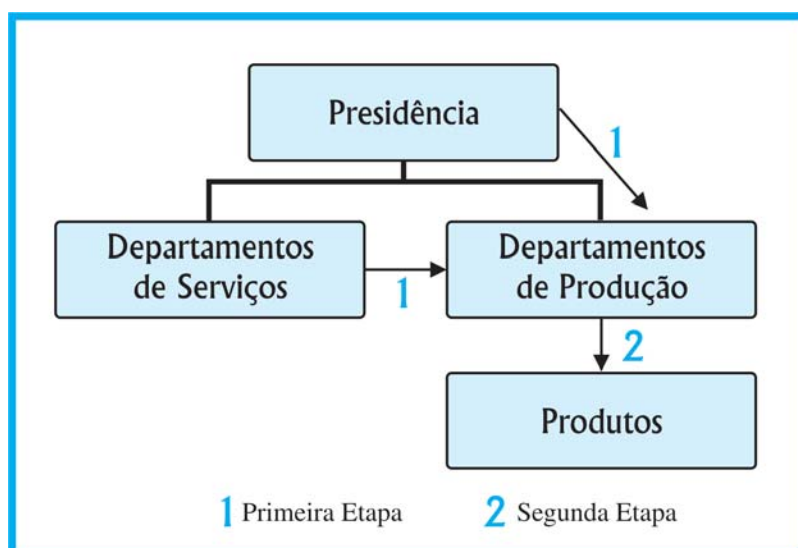 Presidência
1
Departamentos
de Serviços
1
Departamentos
de Produção
2
Produtos
1 Primeira Etapa 2 Segunda Etapa